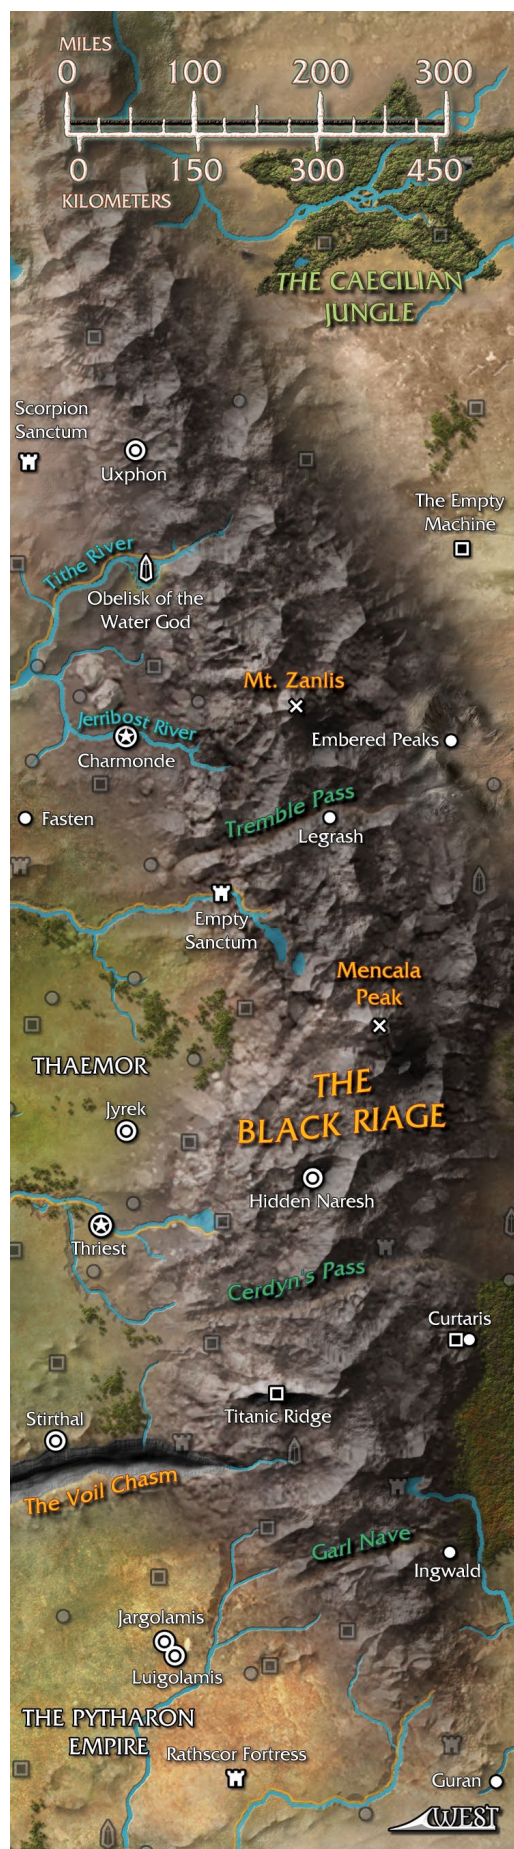 MILES
0 100 200 300
0 150 300 450
KILOMETERS
THE CAECILIAN
JUNGLE
Scorpion
Sanctum
Uxphon
The Empty
Machine
Tithe River
Obelisk of the
Water God
Mt. Zanlis
Jerribost River
Charmonde
Embered Peaks
Tremble Pass
Fasten
Legrash
Empty
Sanctum
Mencala
Peak
THAEMOR
THE
BLACK RIAGE
Jyrek
Hidden Naresh
Thriest
Cerdyn's Pass
Curtaris
Titanic Ridge
Stirthal
The Voil Chasm
Garl Nave
Ingwald
Jargolamis
Luigolamis
THE PYTHARON
EMPIRE
Rathscor Fortress
Guran
WEST